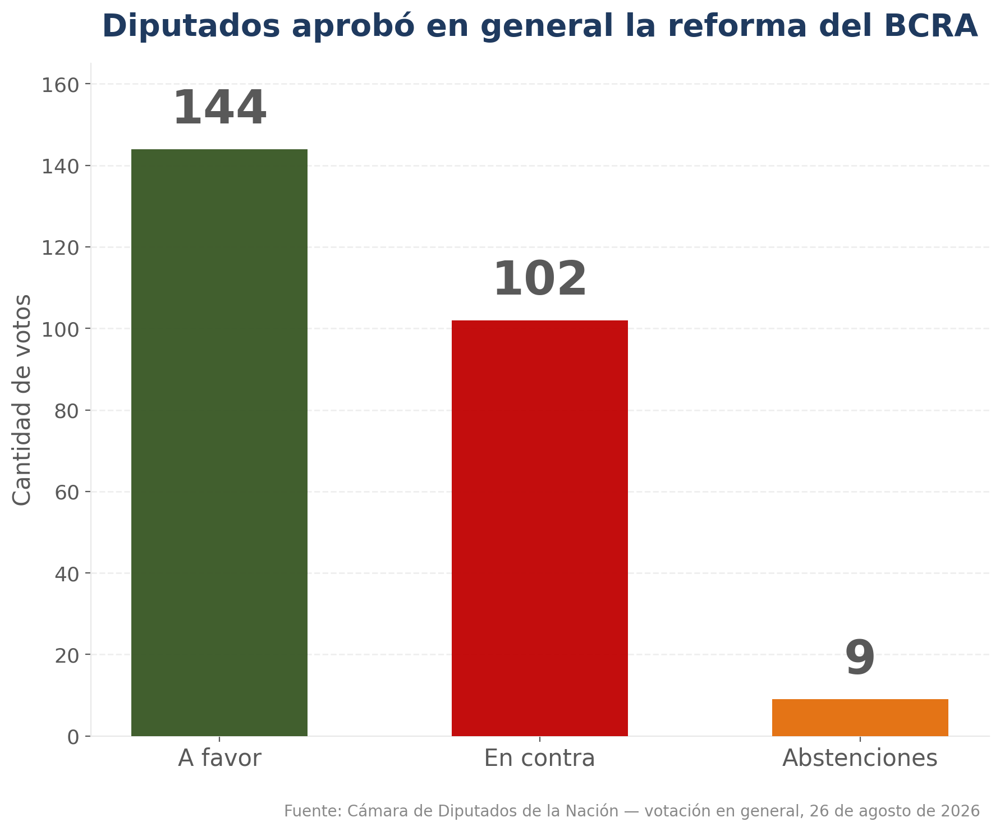 Diputados aprobó en general la reforma del BCRA
Cantidad de votos
160
140
120
100
80
60
40
20
0
144
102
9
A favor
En contra
Abstenciones
Fuente: Cámara de Diputados de la Nación — votación en general, 26 de agosto de 2026